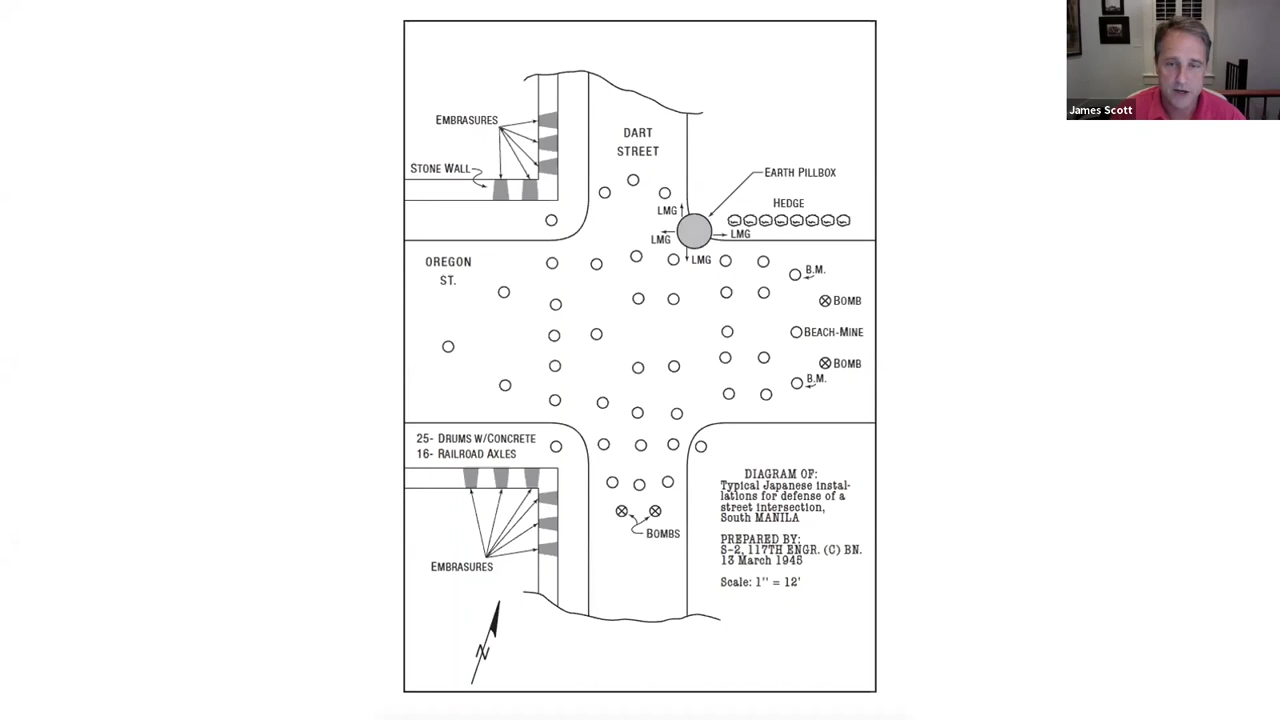 James Scott
EMBRASURES
STONE WALL
DART
STREET
EARTH PILLBOX
HEDGE
LMG
LMG
LMG
LMG
OREGON
ST.
B.M.
BOMB
BEACH-MINE
BOMB
B.M.
25- DRUMS W/CONCRETE
16- RAILROAD AXLES
EMBRASURES
BOMBS
DIAGRAM OF:
Typical Japanese instal-
lations for defense of a
street intersection,
South MANILA
PREPARED BY:
S-2, 117TH ENGR. (C) BN.
13 March 1945
Scale: 1" = 12'
N